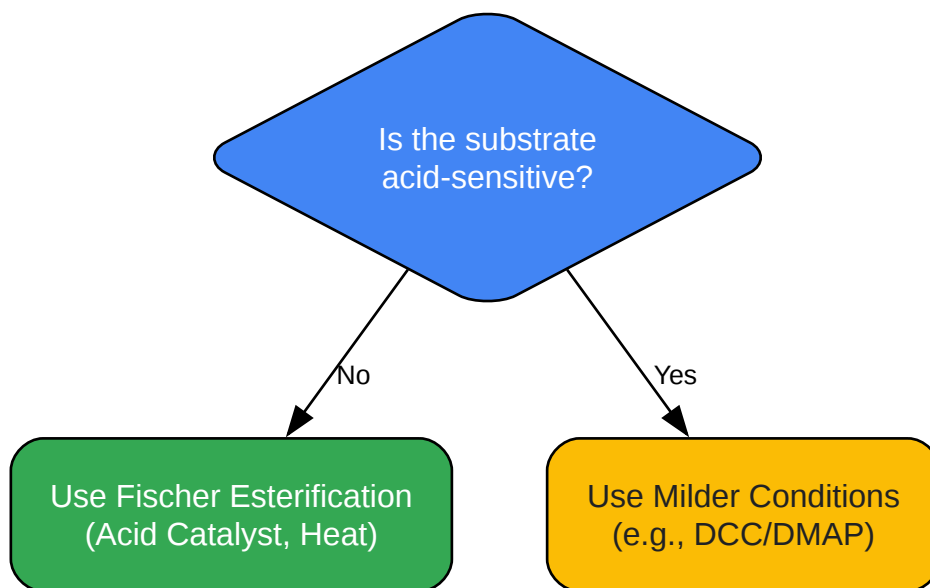 Is the substrate
acid-sensitive?
No
Yes
Use Fischer Esterification
(Acid Catalyst, Heat)
Use Milder Conditions
(e.g., DCC/DMAP)